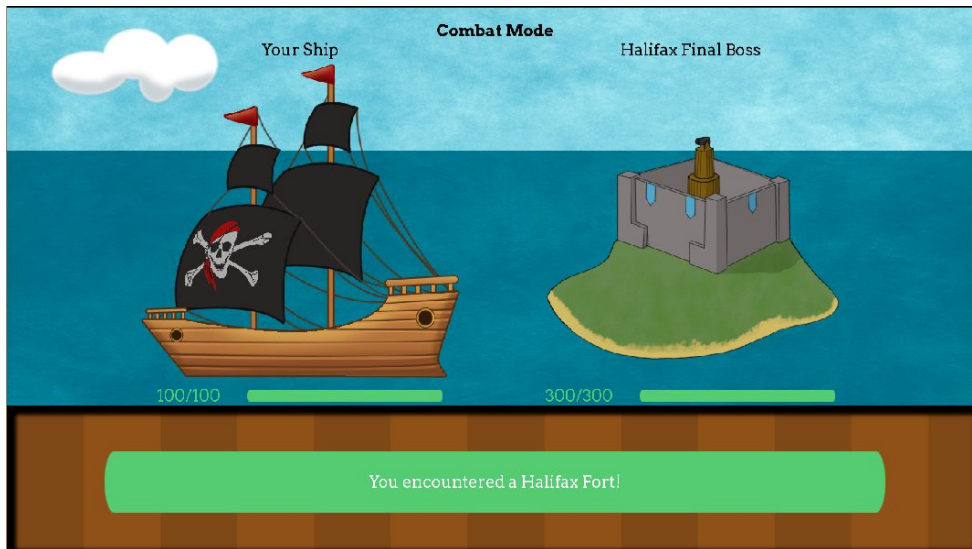 Combat Mode
Your Ship
Halifax Final Boss
100/100
300/300
You encountered a Halifax Fort!